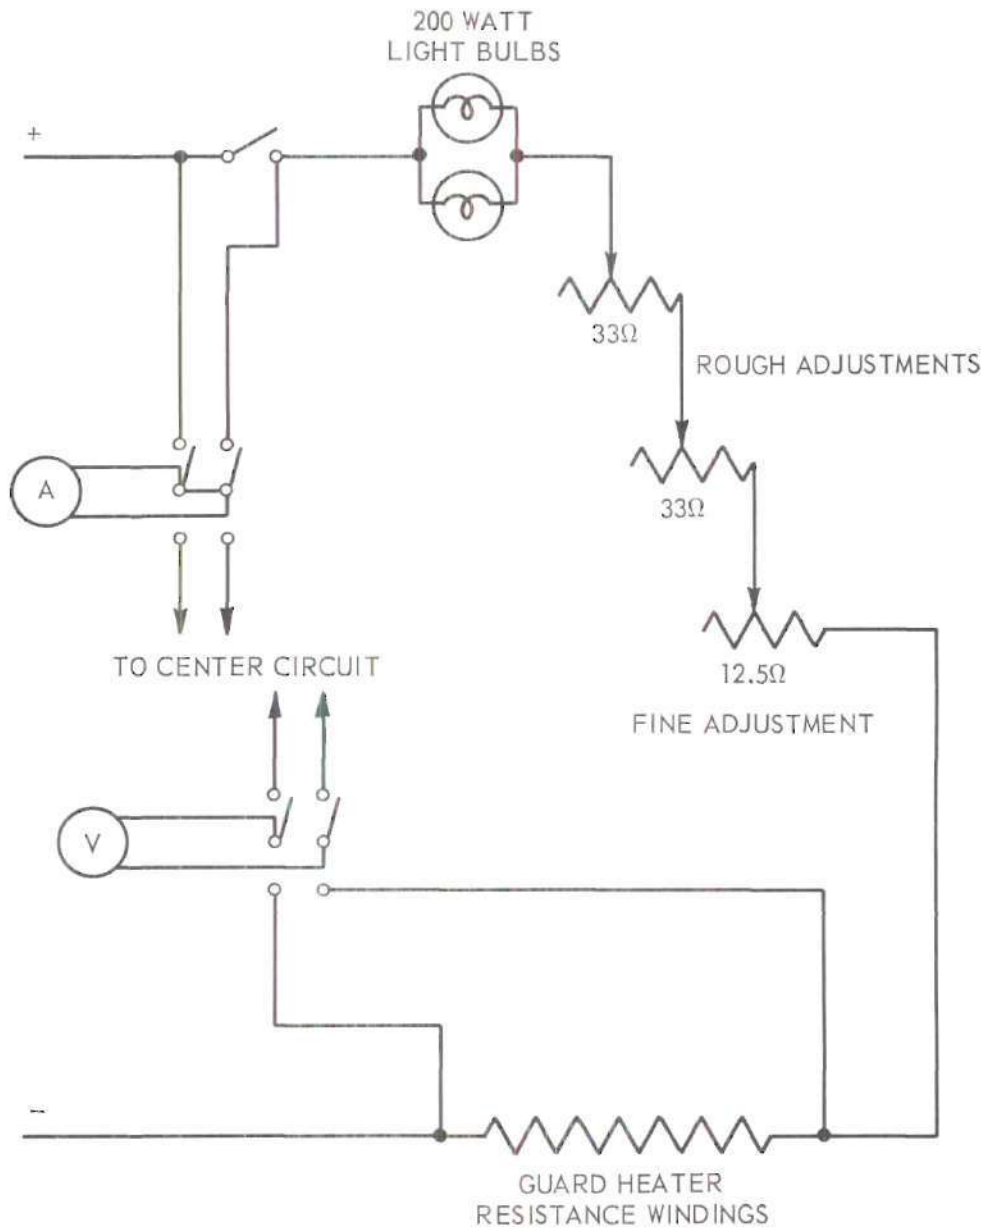 200 WATT
LIGHT BULBS
+
33Ω
ROUGH ADJUSTMENTS
A
33Ω
TO CENTER CIRCUIT
12.5Ω
FINE ADJUSTMENT
V
-
GUARD HEATER
RESISTANCE WINDINGS